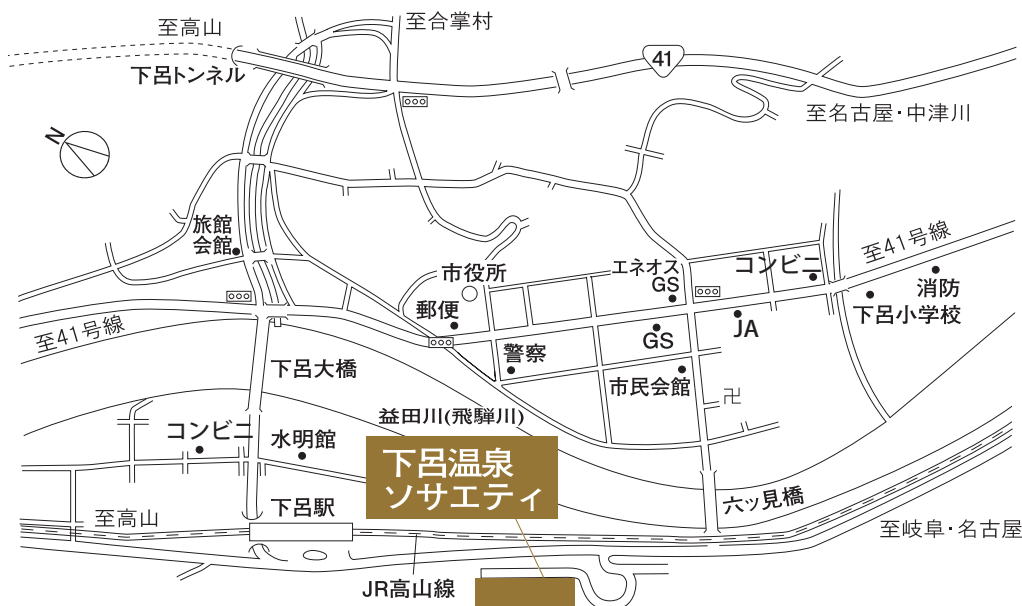 至高山
至合掌村
下呂トンネル
41
至名古屋・中津川
N
旅館
会館
市役所
エネオス
GS
コンビニ
至41号線
消防
郵便
下呂小学校
至41号線
JA
GS
警察
下呂大橋
市民会館
卍
益田川(飛騨川)
コンビニ
水明館
下呂温泉
ソサエティ
六ッ見橋
下呂駅
至高山
至岐阜・名古屋
JR高山線